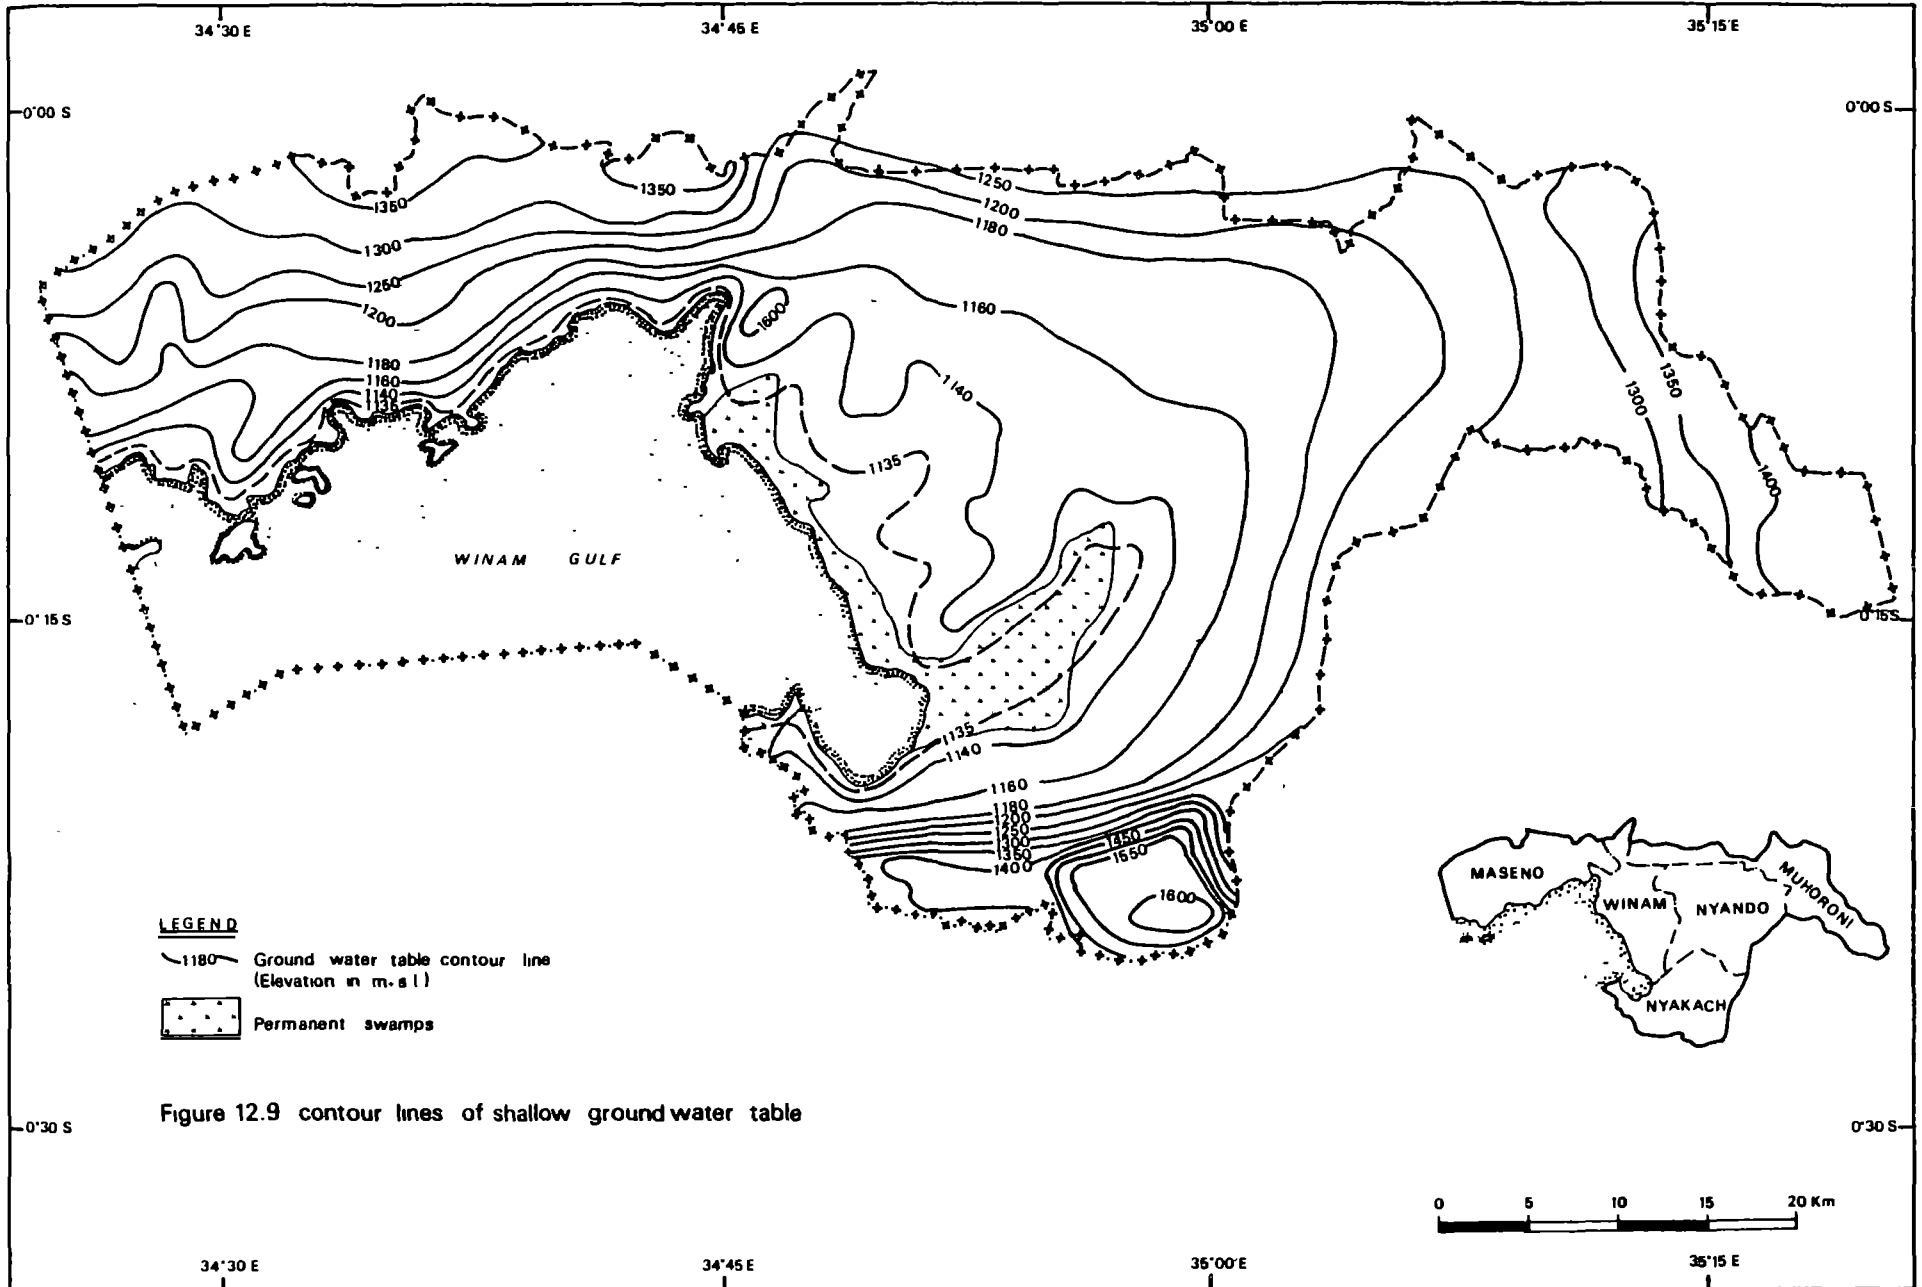 34°30 E
34°45 E
35°00 E
35°15'E
0°00 S
0°00 S
1350
1350
1300
1250
1200
1180
1160
1140
1135
1250
1200
1180
1160
1600
1140
1135
1300
1350
1400
WINAM GULF
0°15 S
0°15 S
1135
1140
1160
1180
1200
1250
1300
1350
1400
1450
1550
1600
MASENO
WINAM
NYANDO
MUHORONI
NYAKACH
LEGEND
1180 Ground water table contour line
(Elevation in m.s l)
Permanent swamps
Figure 12.9 contour lines of shallow ground water table
0°30 S
0°30 S
0 5 10 15 20 Km
34°30 E
34°45 E
35°00'E
35°15 E